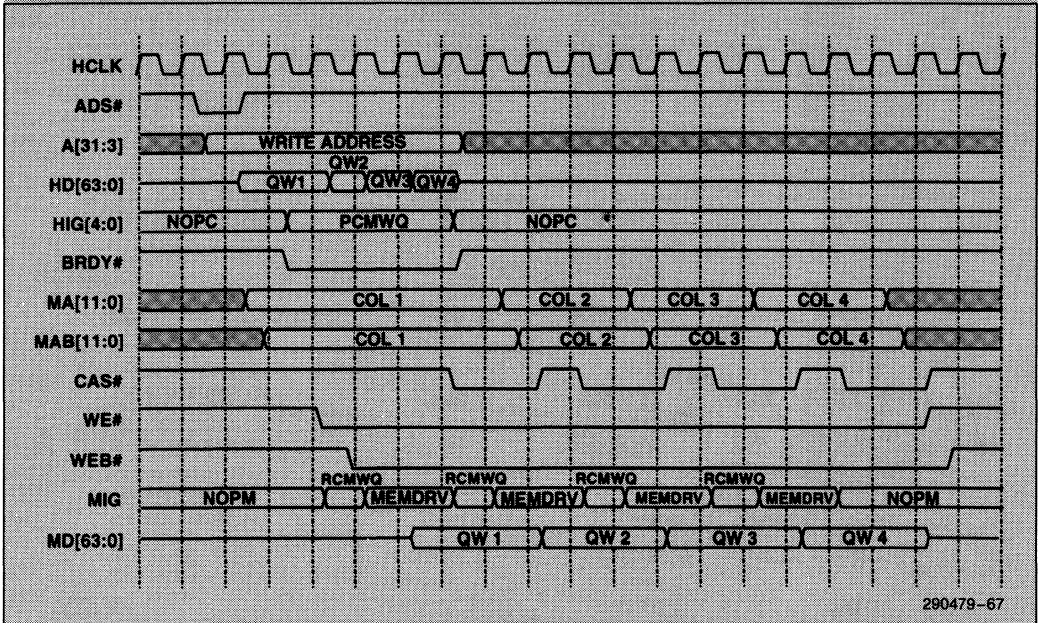 HCLK
ADS#
A[31:3] WRITE ADDRESS
QW2
HD[63:0] QW1 QW3 QW4
HIG[4:0] NOPC PCMWQ NOPC
BRDY#
MA[11:0] COL 1 COL 2 COL 3 COL 4
MAB[11:0] COL 1 COL 2 COL 3 COL 4
CAS#
WE#
WEB#
RCMWQ RCMWQ RCMWQ RCMWQ
MIG NOPM MEMDRV MEMDRV MEMDRV MEMDRV NOPM
MD[63:0] QW 1 QW 2 QW 3 QW 4
290479-67